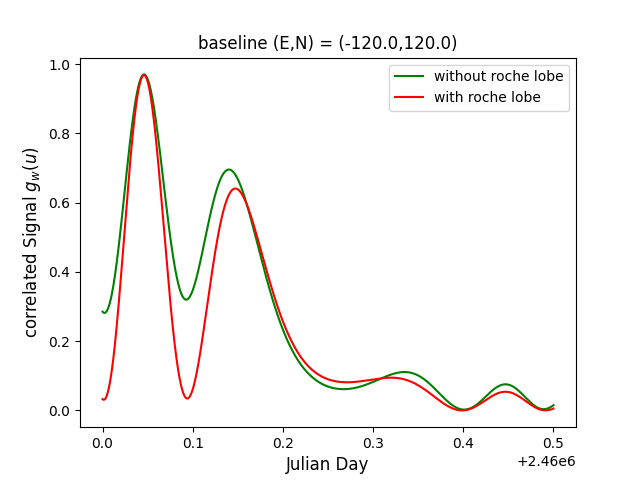 baseline (E,N) = (-120.0,120.0)
without roche lobe
with roche lobe
correlated Signal g_w(u)
1.0
0.8
0.6
0.4
0.2
0.0
0.0 0.1 0.2 0.3 0.4 0.5
Julian Day
+2.46e6